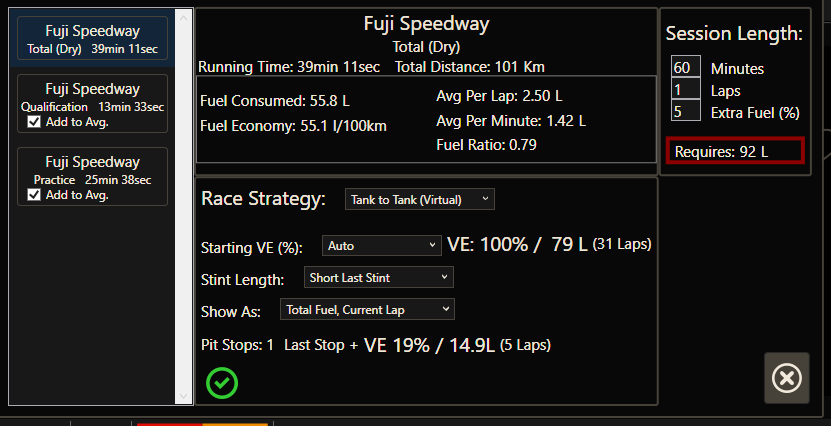 Fuji Speedway
Total (Dry) 39min 11sec
Fuji Speedway
Qualification 13min 33sec
Add to Avg.
Fuji Speedway
Practice 25min 38sec
Add to Avg.
Fuji Speedway
Total (Dry)
Running Time: 39min 11sec Total Distance: 101 Km
Fuel Consumed: 55.8 L
Fuel Economy: 55.1 l/100km
Avg Per Lap: 2.50 L
Avg Per Minute: 1.42 L
Fuel Ratio: 0.79
Session Length:
60 Minutes
1 Laps
5 Extra Fuel (%)
Requires: 92 L
Race Strategy: Tank to Tank (Virtual)
Starting VE (%): Auto VE: 100% / 79 L (31 Laps)
Stint Length: Short Last Stint
Show As: Total Fuel, Current Lap
Pit Stops: 1 Last Stop + VE 19% / 14.9L (5 Laps)